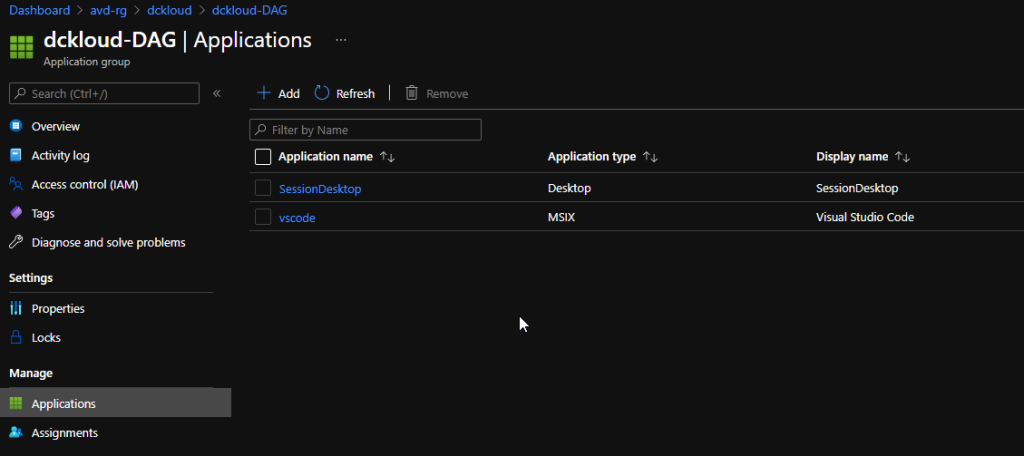 Dashboard > avd-rg > dckloud > dckloud-DAG
dckloud-DAG | Applications ...
Application group
Search (Ctrl+/) «
Overview
Activity log
Access control (IAM)
Tags
Diagnose and solve problems
Settings
Properties
Locks
Manage
Applications
Assignments
Add Refresh Remove
Filter by Name
Application name Application type Display name
SessionDesktop Desktop SessionDesktop
vscode MSIX Visual Studio Code